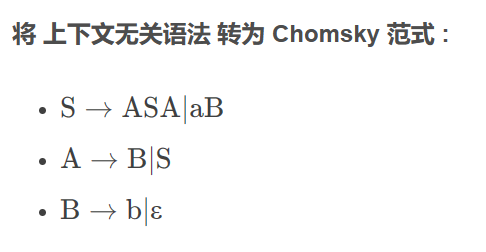 将 上下文无关语法 转为 Chomsky 范式 :
• S → ASA|aB
• A → B|S
• B → b|ε